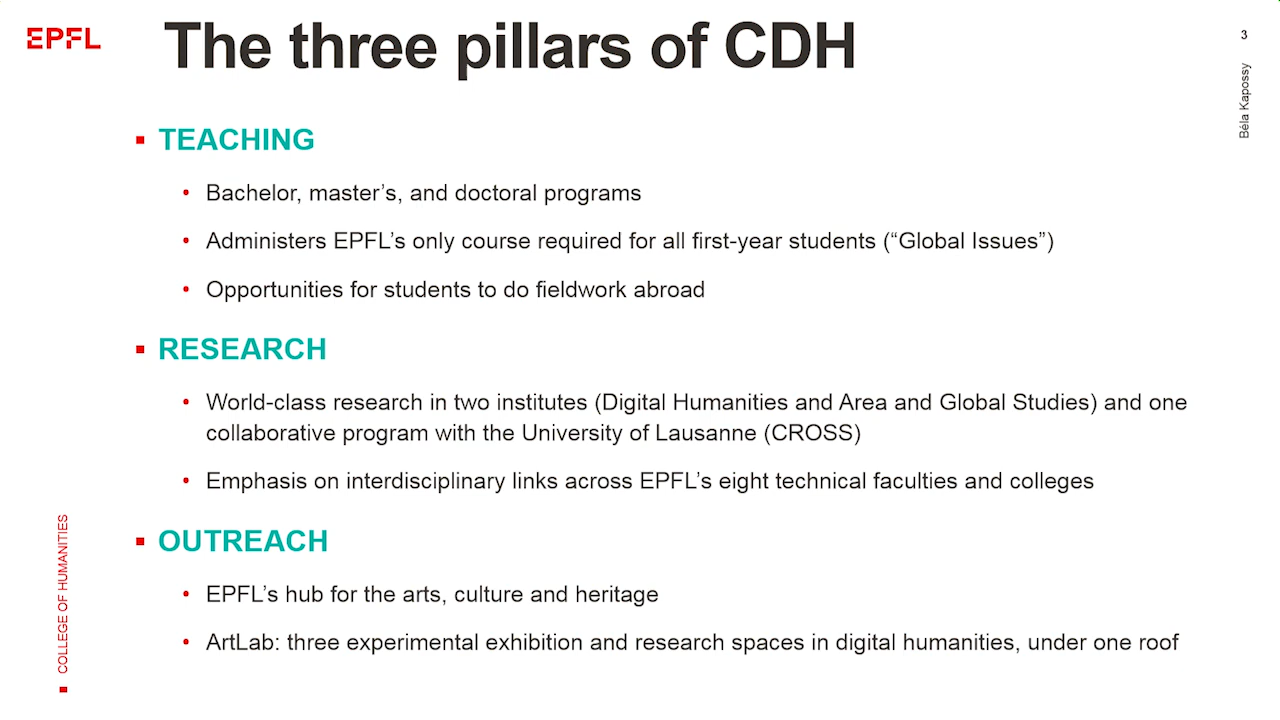 EPFL
The three pillars of CDH
3
Béla Kapossy
TEACHING
Bachelor, master’s, and doctoral programs
Administers EPFL’s only course required for all first-year students (“Global Issues”)
Opportunities for students to do fieldwork abroad
RESEARCH
World-class research in two institutes (Digital Humanities and Area and Global Studies) and one
collaborative program with the University of Lausanne (CROSS)
Emphasis on interdisciplinary links across EPFL’s eight technical faculties and colleges
OUTREACH
EPFL’s hub for the arts, culture and heritage
ArtLab: three experimental exhibition and research spaces in digital humanities, under one roof
COLLEGE OF HUMANITIES